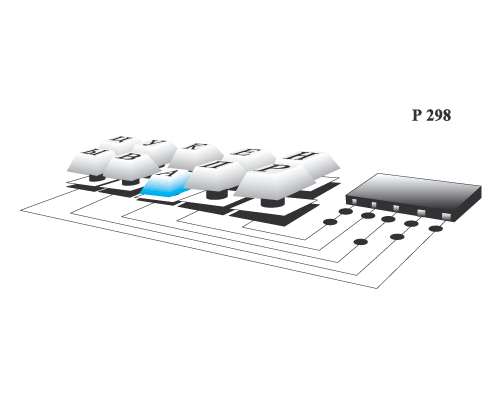 P 298
Ц У К Е Н
Ы В А П Р